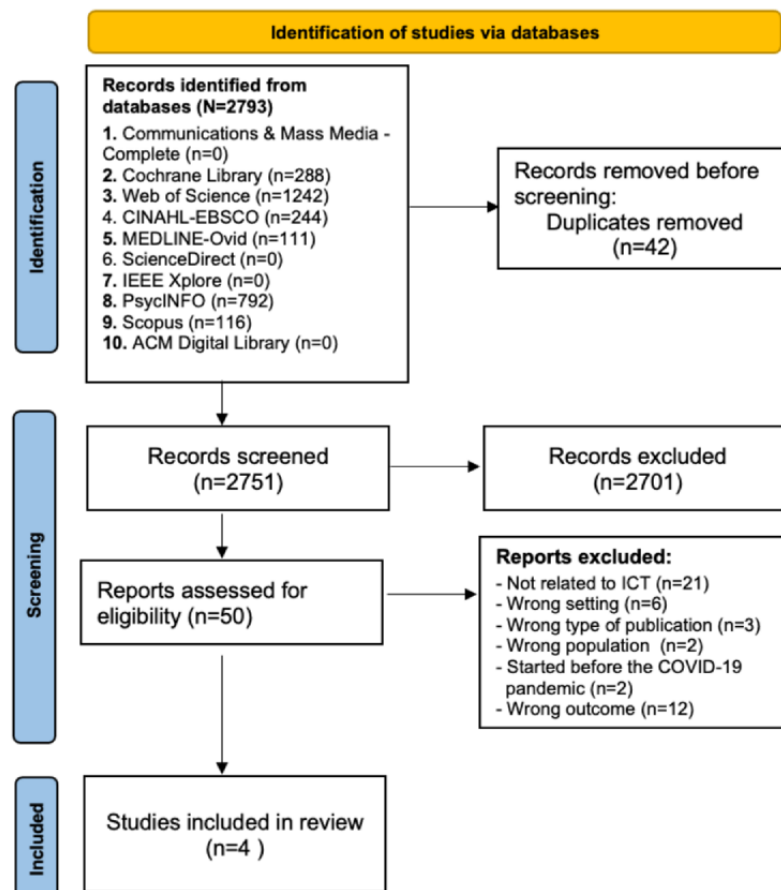 Identification of studies via databases
Identification
Records identified from
databases (N=2793)
1. Communications & Mass Media -
Complete (n=0)
2. Cochrane Library (n=288)
3. Web of Science (n=1242)
4. CINAHL-EBSCO (n=244)
5. MEDLINE-Ovid (n=111)
6. ScienceDirect (n=0)
7. IEEE Xplore (n=0)
8. PsycINFO (n=792)
9. Scopus (n=116)
10. ACM Digital Library (n=0)
Records removed before
screening:
Duplicates removed
(n=42)
Screening
Records screened
(n=2751)
Records excluded
(n=2701)
Reports assessed for
eligibility (n=50)
Reports excluded:
- Not related to ICT (n=21)
- Wrong setting (n=6)
- Wrong type of publication (n=3)
- Wrong population (n=2)
- Started before the COVID-19
pandemic (n=2)
- Wrong outcome (n=12)
Included
Studies included in review
(n=4 )